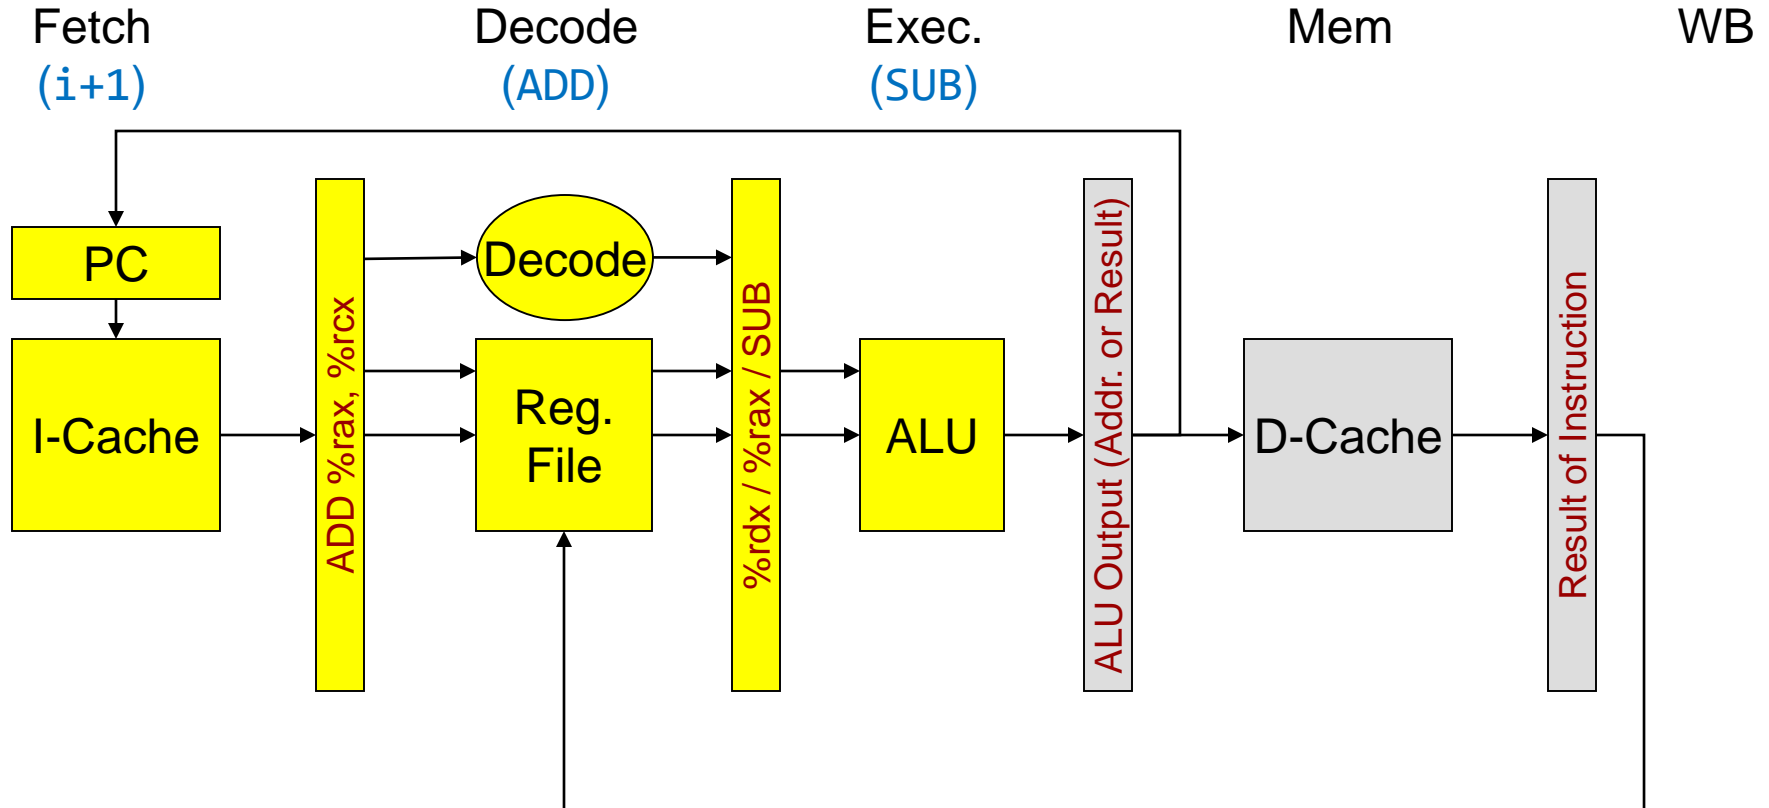 Fetch
(i+1)
Decode
(ADD)
Exec.
(SUB)
Mem
WB
PC
I-Cache
ADD %rax, %rcx
Decode
Reg.
File
%rdx / %rax / SUB
ALU
ALU Output (Addr. or Result)
D-Cache
Result of Instruction